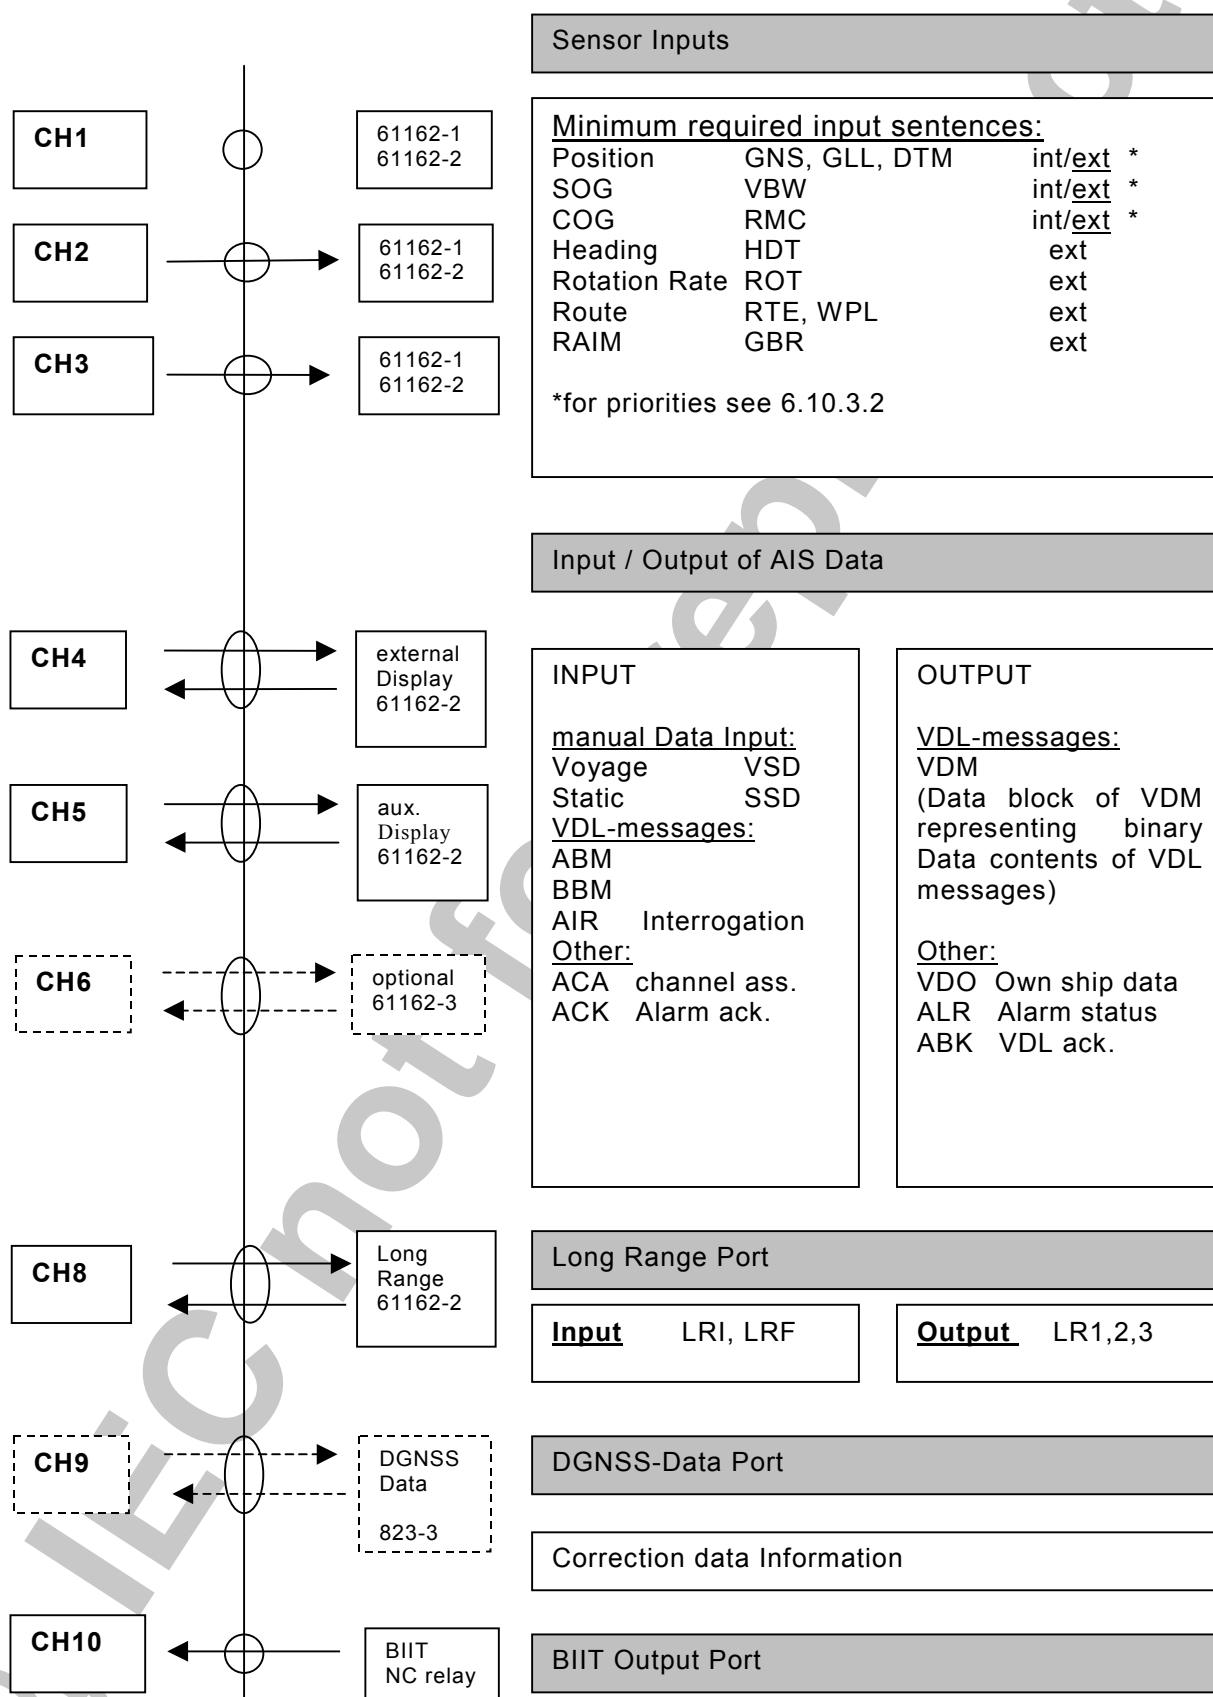 Sensor Inputs
CH1
61162-1
61162-2
Minimum required input sentences:
Position GNS, GLL, DTM int/ext *
SOG VBW int/ext *
COG RMC int/ext *
Heading HDT ext
Rotation Rate ROT ext
Route RTE, WPL ext
RAIM GBR ext
*for priorities see 6.10.3.2
CH2
61162-1
61162-2
CH3
61162-1
61162-2
Input / Output of AIS Data
CH4
external
Display
61162-2
CH5
aux.
Display
61162-2
CH6
optional
61162-3
INPUT
manual Data Input:
Voyage VSD
Static SSD
VDL-messages:
ABM
BBM
AIR Interrogation
Other:
ACA channel ass.
ACK Alarm ack.
OUTPUT
VDL-messages:
VDM
(Data block of VDM
representing binary
Data contents of VDL
messages)
Other:
VDO Own ship data
ALR Alarm status
ABK VDL ack.
CH8
Long
Range
61162-2
Long Range Port
Input LRI, LRF
Output LR1,2,3
CH9
DGNSS
Data
823-3
DGNSS-Data Port
Correction data Information
CH10
BIIT
NC relay
BIIT Output Port
IEC not for